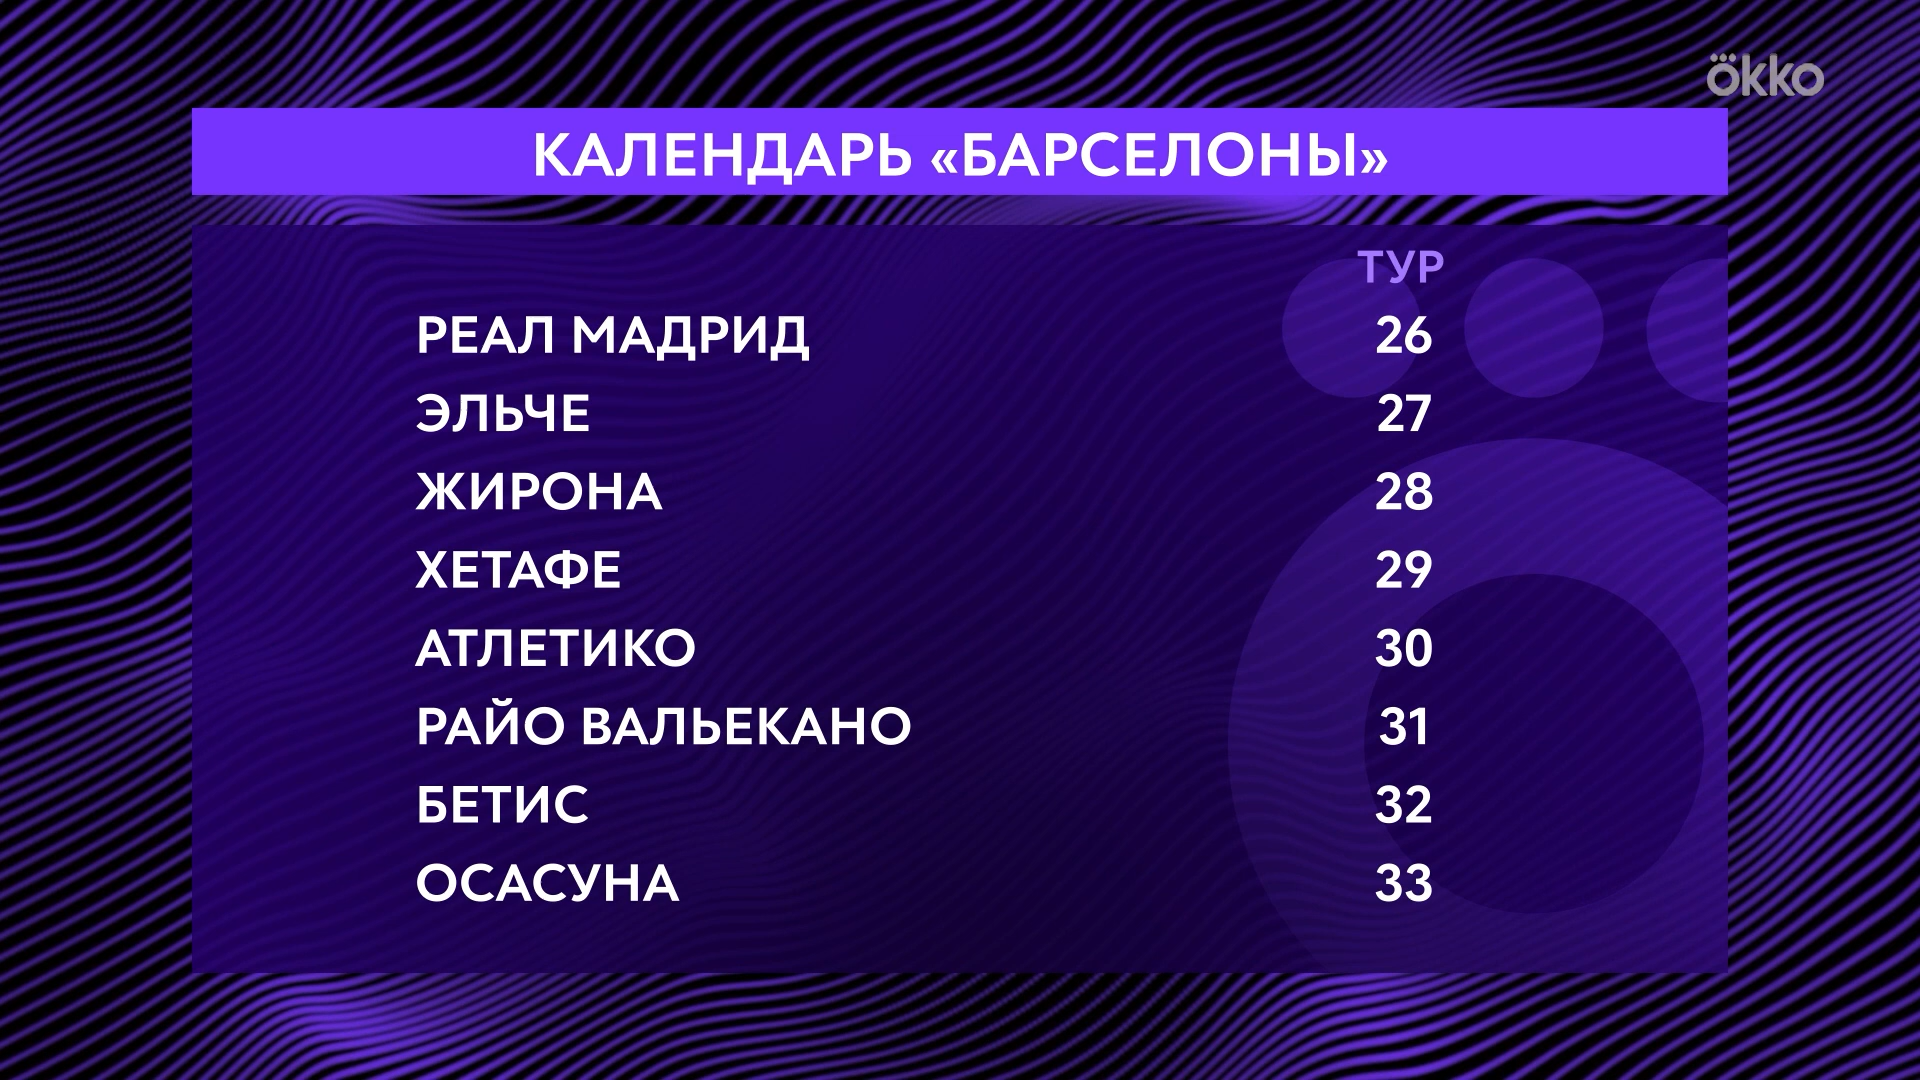 ökko
КАЛЕНДАРЬ «БАРСЕЛОНЫ»
ТУР
РЕАЛ МАДРИД 26
ЭЛЬЧЕ 27
ЖИРОНА 28
ХЕТАФЕ 29
АТЛЕТИКО 30
РАЙО ВАЛЬЕКАНО 31
БЕТИС 32
ОСАСУНА 33